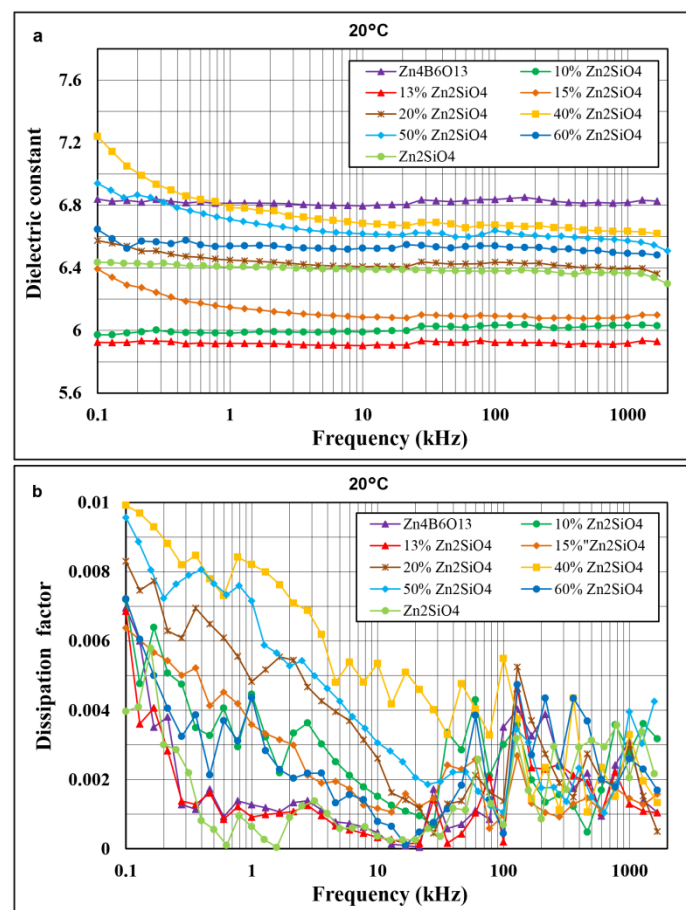 a
20°C
Zn4B6O13 10% Zn2SiO4
13% Zn2SiO4 15% Zn2SiO4
20% Zn2SiO4 40% Zn2SiO4
50% Zn2SiO4 60% Zn2SiO4
Zn2SiO4
Dielectric constant
7.6
7.2
6.8
6.4
6
5.6
0.1 1 10 100 1000
Frequency (kHz)
b
20°C
Zn4B6O13 10% Zn2SiO4
13% Zn2SiO4 15%"Zn2SiO4
20% Zn2SiO4 40% Zn2SiO4
50% Zn2SiO4 60% Zn2SiO4
Zn2SiO4
Dissipation factor
0.01
0.008
0.006
0.004
0.002
0
0.1 1 10 100 1000
Frequency (kHz)